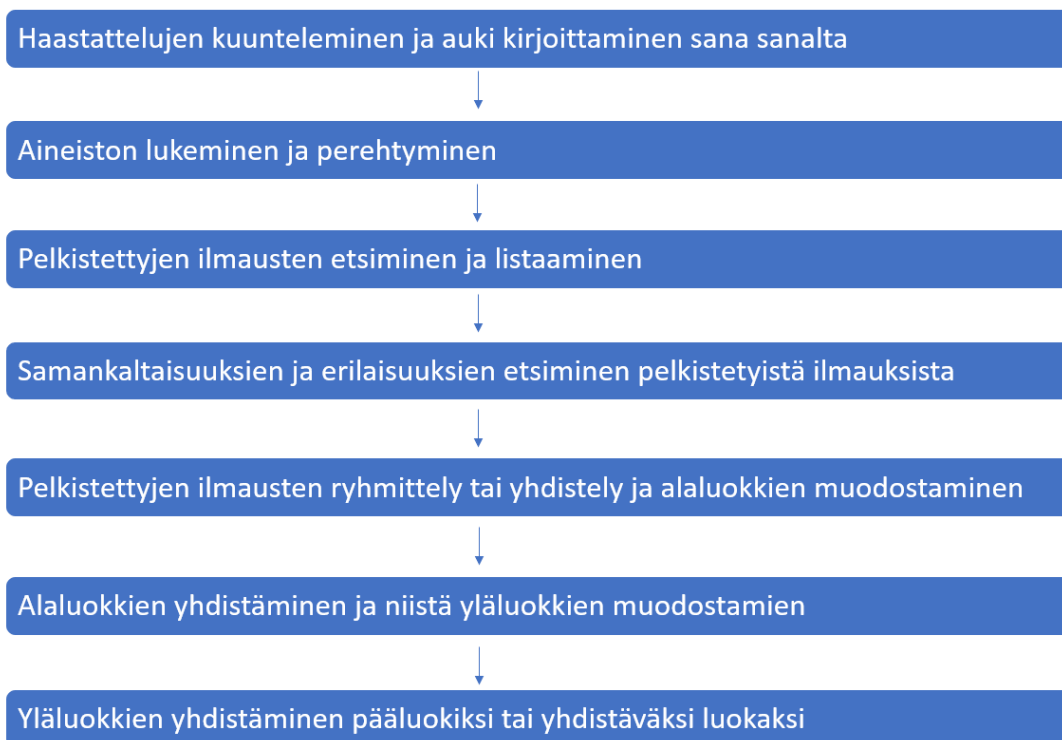 Haastattelujen kuunteleminen ja auki kirjoittaminen sana sanalta
Aineiston lukeminen ja perehtyminen
Pelkistettyjen ilmausten etsiminen ja listaaminen
Samankaltaisuuksien ja erilaisuuksien etsiminen pelkistetyistä ilmauksista
Pelkistettyjen ilmausten ryhmittely tai yhdistely ja alaluokkien muodostaminen
Alaluokkien yhdistäminen ja niistä yläluokkien muodostamien
Yläluokkien yhdistäminen pääluokiksi tai yhdistäväksi luokaksi